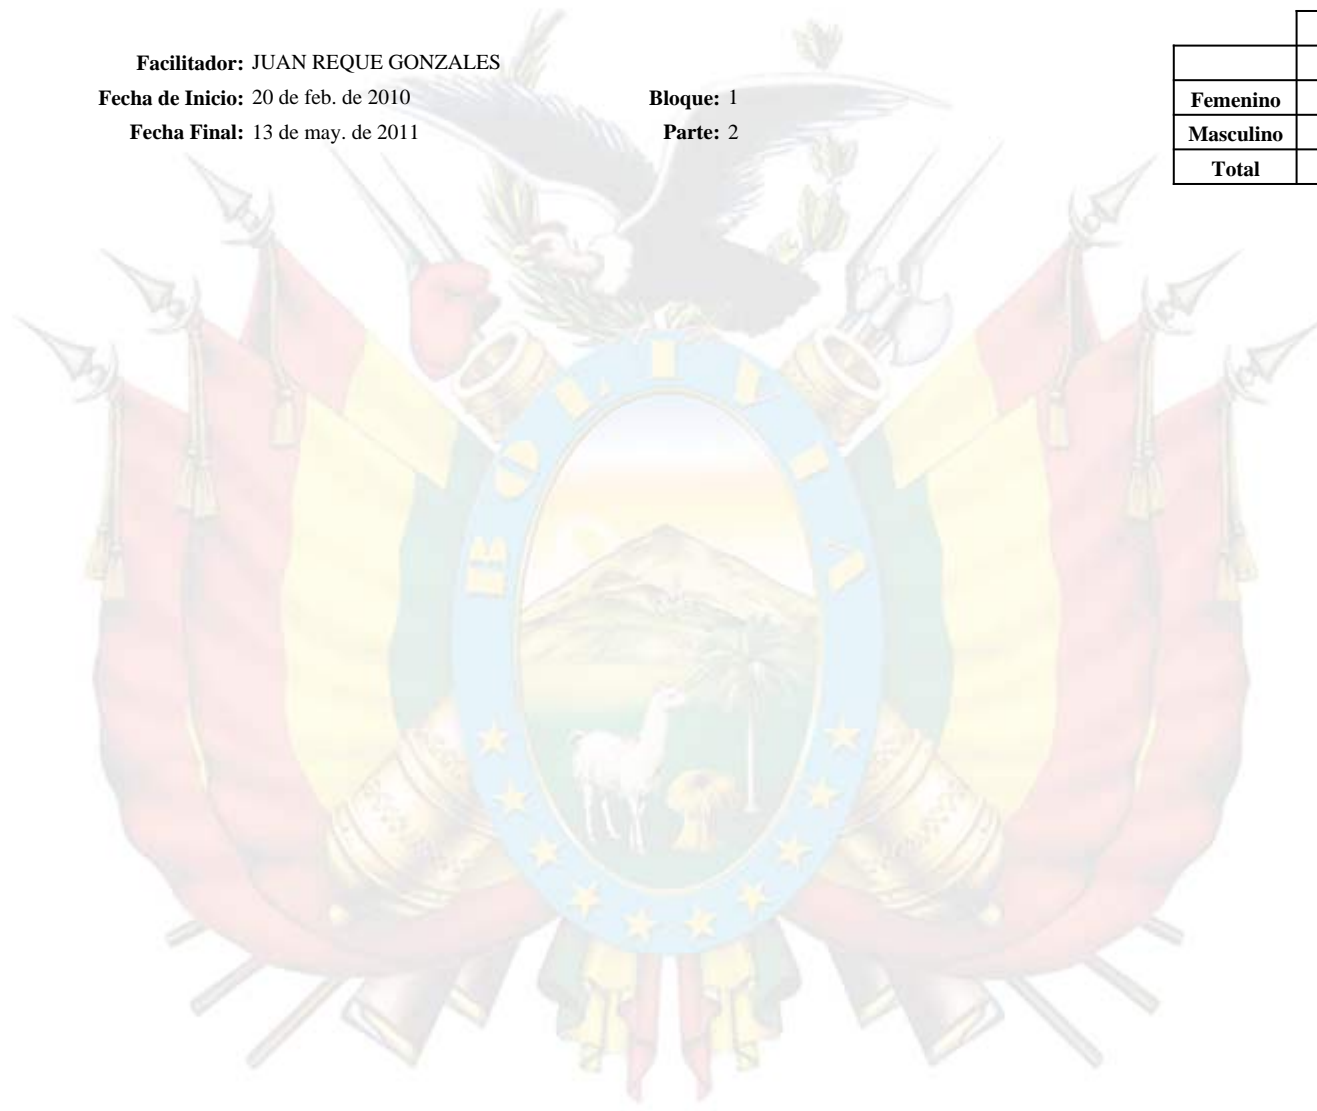 Facilitador: JUAN REQUE GONZALES
Fecha de Inicio: 20 de feb. de 2010 Bloque: 1
Femenino
Fecha Final: 13 de may. de 2011 Parte: 2
Masculino
Total
BOLIVIA